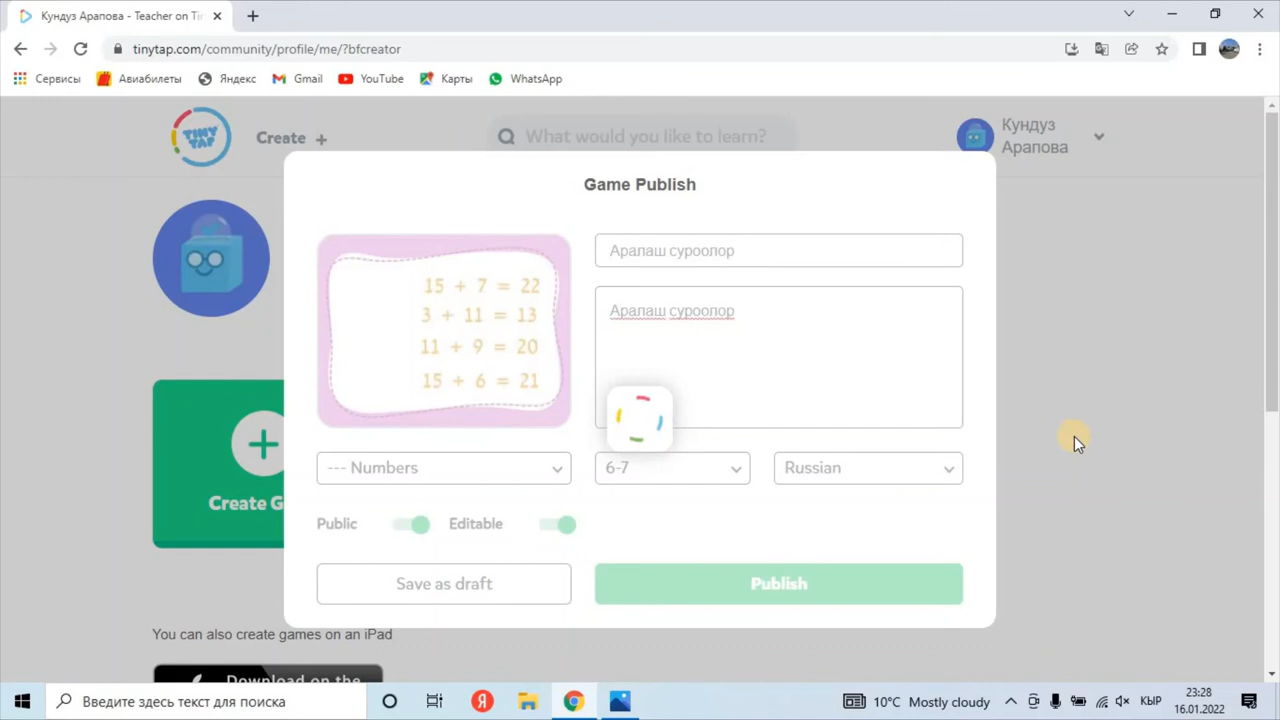 Кундуз Арапова - Teacher on Tin
tinytap.com/community/profile/me/?bfcreator
Сервисы
Авиабилеты
Яндекс
Gmail
YouTube
Карты
WhatsApp
TINY
TAP
Create +
What would you like to learn?
Кундуз
Арапова
Game Publish
15 + 7 = 22
3 + 11 = 13
11 + 9 = 20
15 + 6 = 21
Аралаш суроолор
Аралаш суроолор
--- Numbers
6-7
Russian
Create G
Public
Editable
Save as draft
Publish
You can also create games on an iPad
Download on the
Введите здесь текст для поиска
10°C Mostly cloudy
КЫР
23:28
16.01.2022